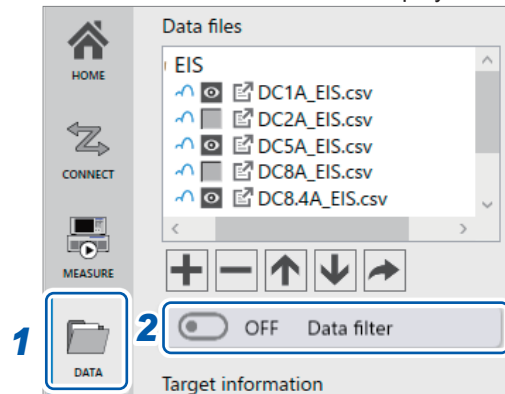 Data files
HOME
EIS
DC1A_EIS.csv
DC2A_EIS.csv
DC5A_EIS.csv
DC8A_EIS.csv
DC8.4A_EIS.csv
CONNECT
MEASURE
1
2
OFF Data filter
DATA
Target information